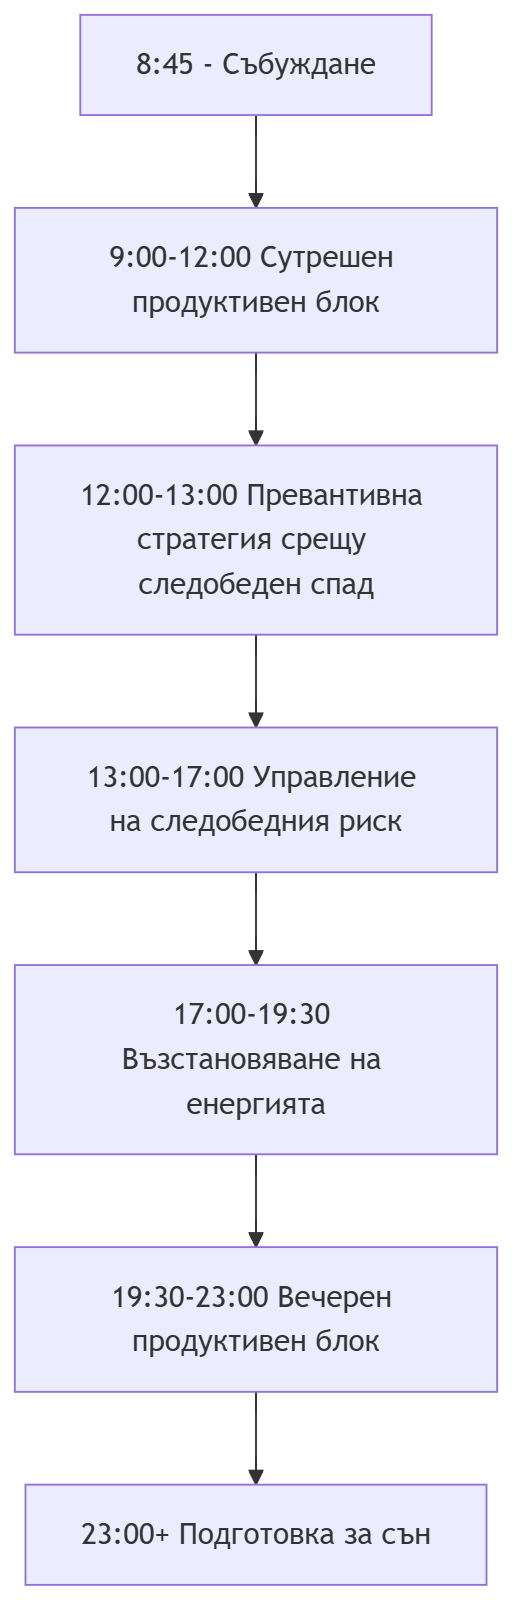 8:45 - Събуждане
9:00-12:00 Сутрешен
продуктивен блок
12:00-13:00 Превантивна
стратегия срещу
следобеден спад
13:00-17:00 Управление
на следобедния риск
17:00-19:30
Възстановяване на
енергията
19:30-23:00 Вечерен
продуктивен блок
23:00+ Подготовка за сън